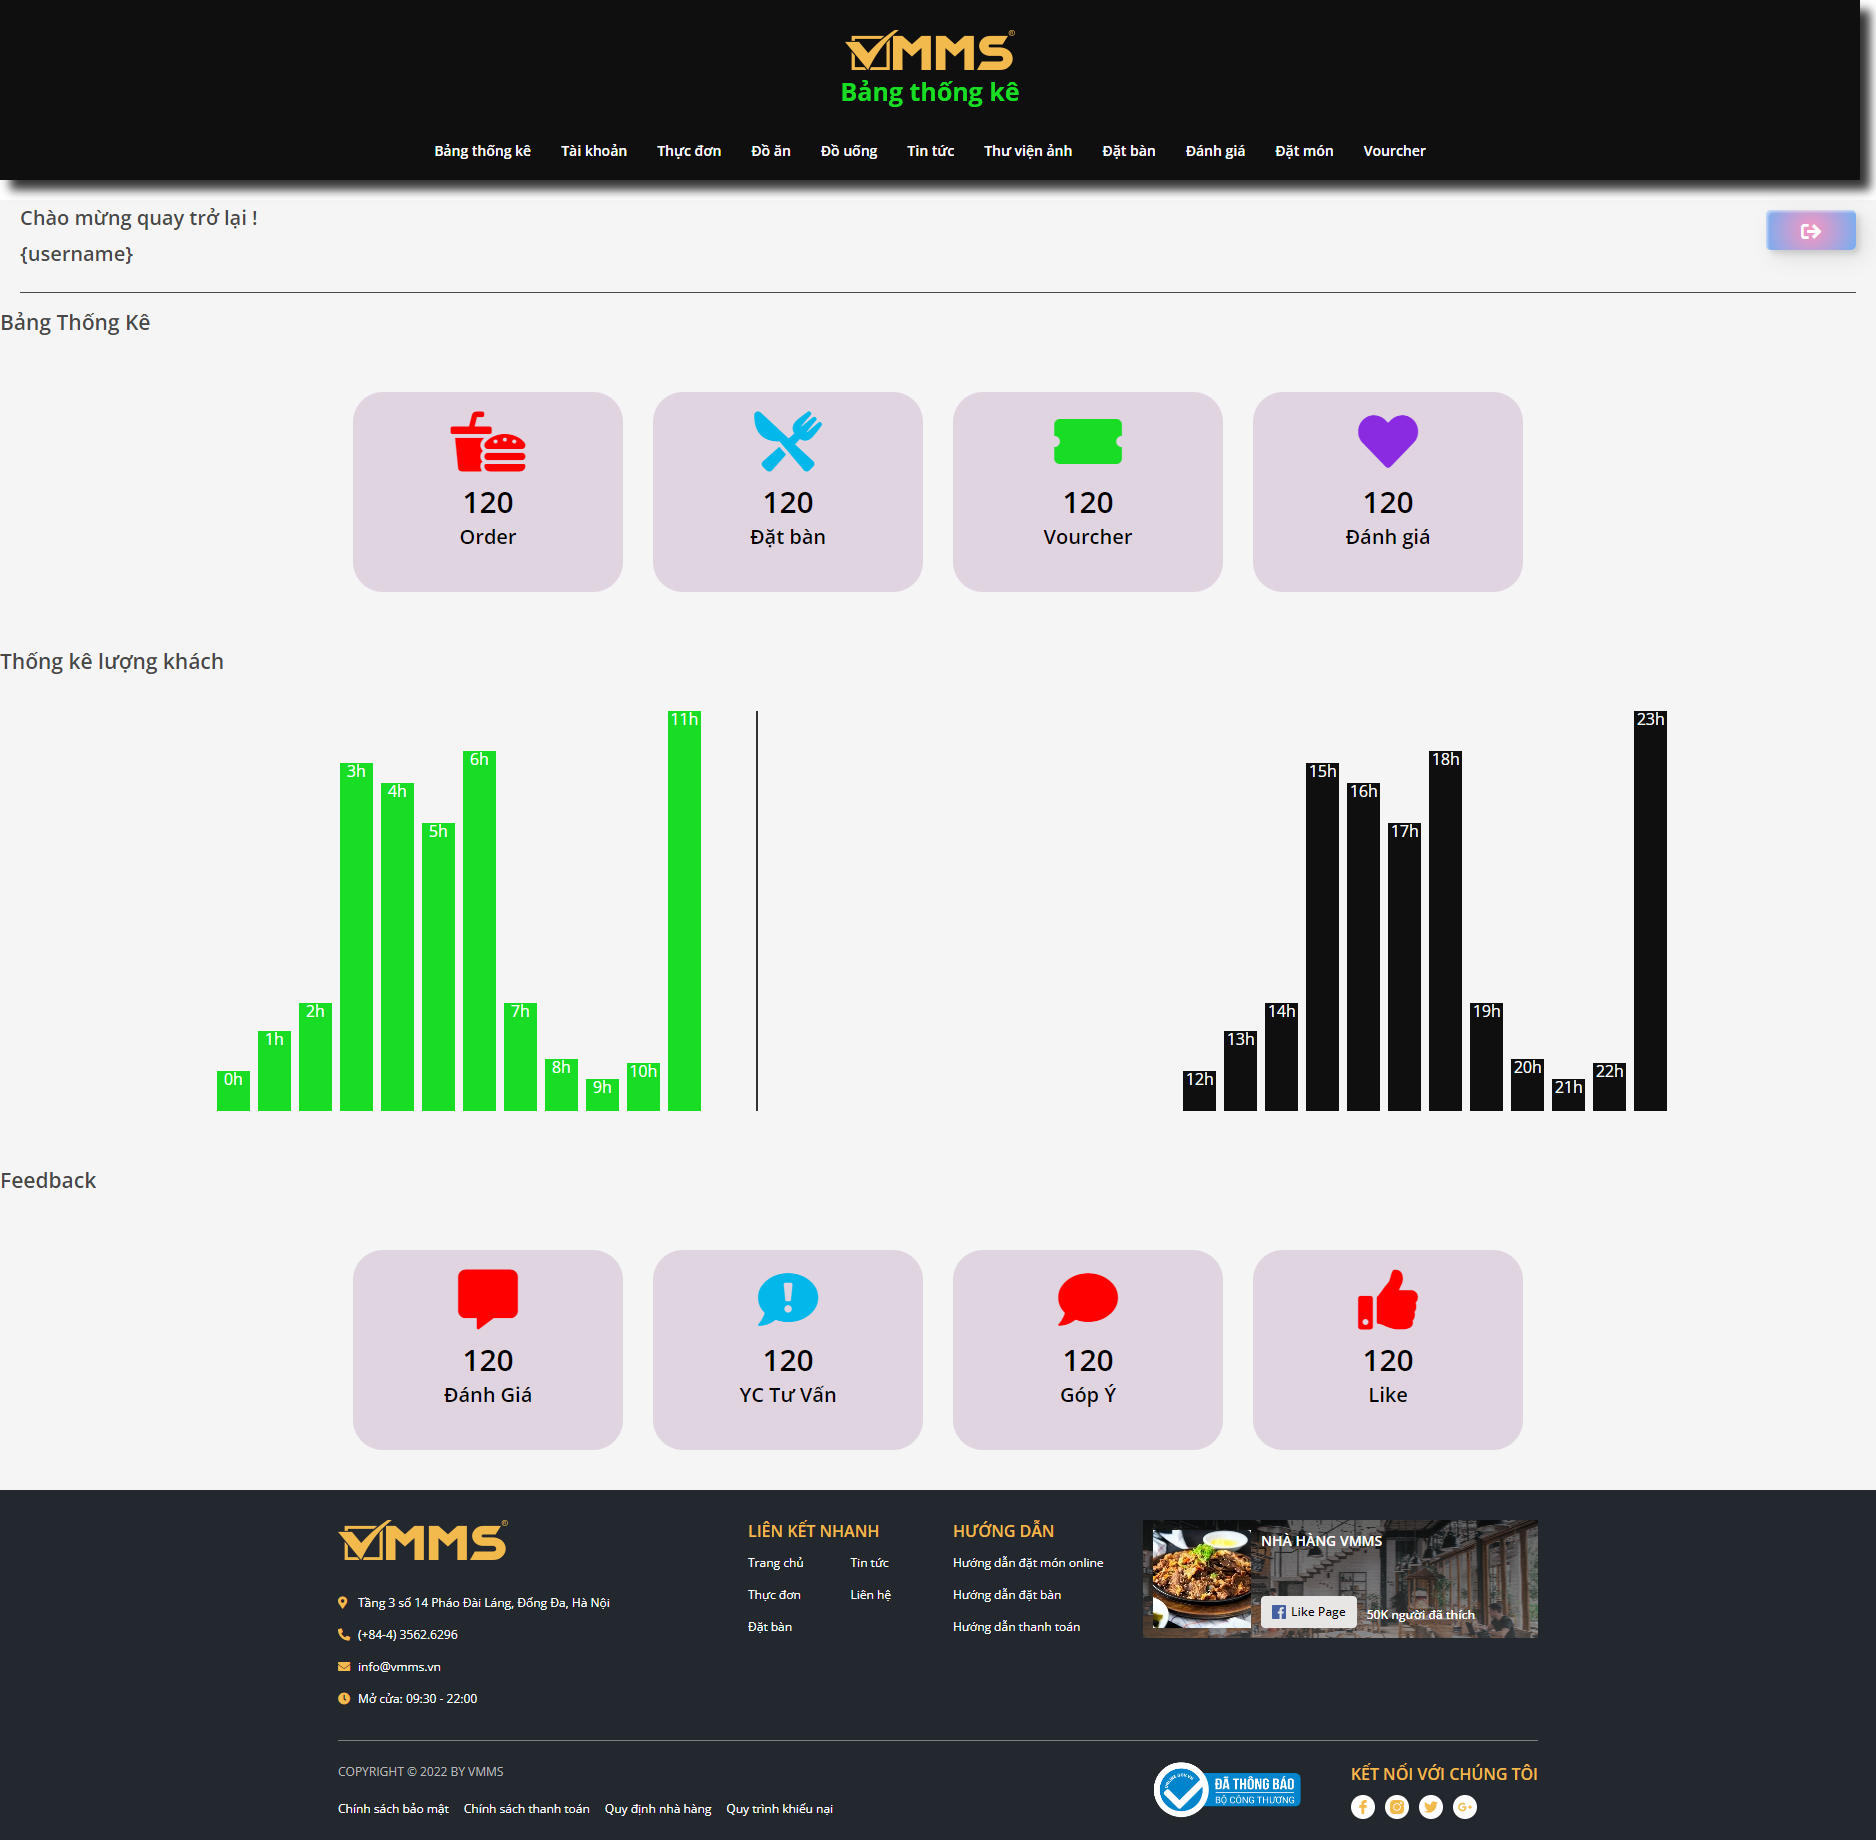 VMMS®
Bảng thống kê
Bảng thống kê Tài khoản Thực đơn Đồ ăn Đồ uống Tin tức Thư viện ảnh Đặt bàn Đánh giá Đặt món Vourcher
Chào mừng quay trở lại !
{username}
Bảng Thống Kê
120 120 120 120
Order Đặt bàn Vourcher Đánh giá
Thống kê lượng khách
0h 1h 2h 3h 4h 5h 6h 7h 8h 9h 10h 11h
12h 13h 14h 15h 16h 17h 18h 19h 20h 21h 22h 23h
Feedback
120 120 120 120
Đánh Giá YC Tư Vấn Góp Ý Like
VMMS®
Tầng 3 số 14 Pháo Đài Láng, Đống Đa, Hà Nội
(+84-4) 3562.6296
info@vmms.vn
Mở cửa: 09:30 - 22:00
LIÊN KẾT NHANH
Trang chủ Tin tức
Thực đơn Liên hệ
Đặt bàn
HƯỚNG DẪN
Hướng dẫn đặt món online
Hướng dẫn đặt bàn
Hướng dẫn thanh toán
NHÀ HÀNG VMMS
Like Page 50K người đã thích
COPYRIGHT © 2022 BY VMMS
Chính sách bảo mật Chính sách thanh toán Quy định nhà hàng Quy trình khiếu nại
ĐÃ THÔNG BÁO
BỘ CÔNG THƯƠNG
KẾT NỐI VỚI CHÚNG TÔI
G+